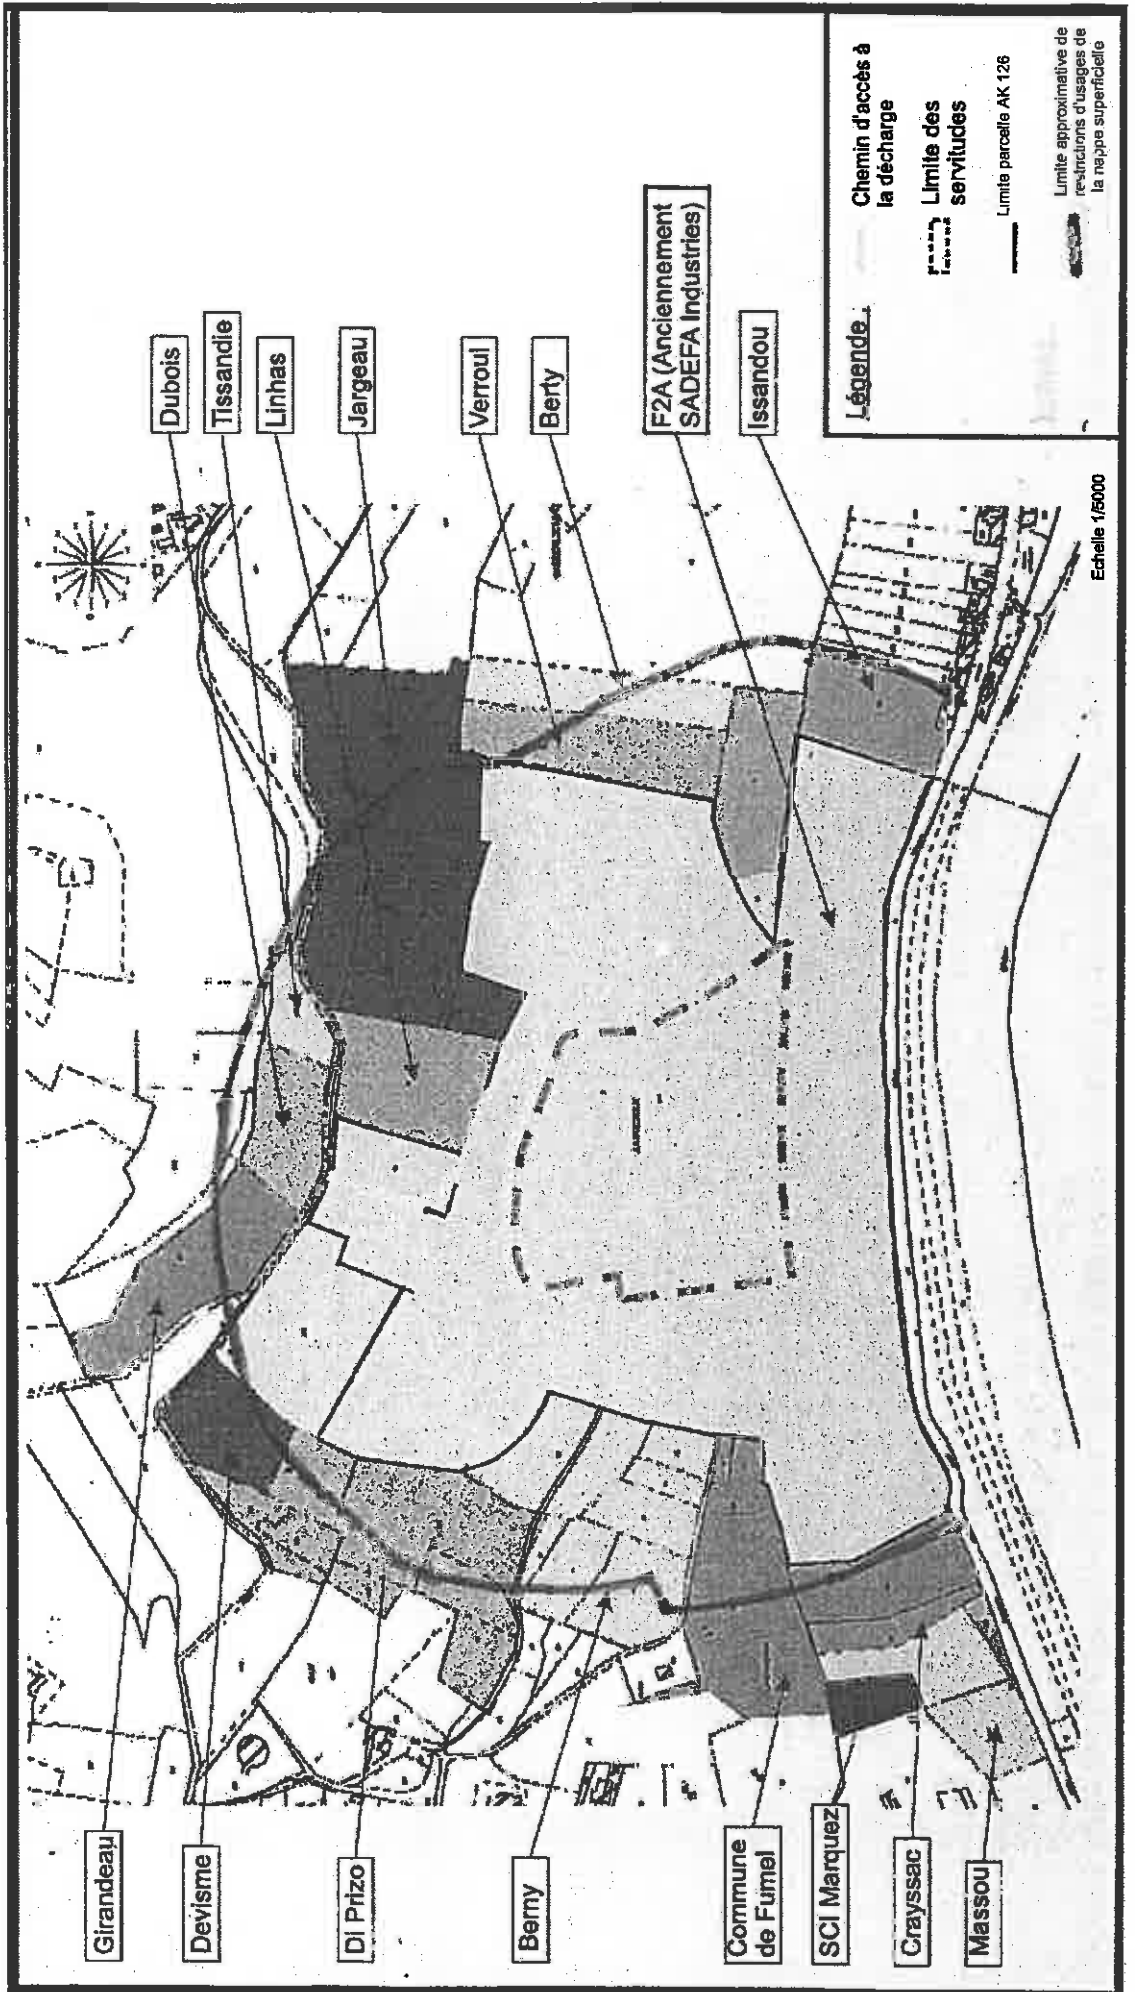 Dubois
Tissandie
Linhas
Jargeau
Verroul
Berty
F2A (Anciennement
SADEFA Industries)
Issandou
Girandeau
Devisme
Di Prizo
Berny
Commune
de Fumel
SCI Marquez
Crayssac
Massou
Légende :
Chemin d'accès à
la décharge
Limite des
servitudes
Limite parcelle AK 126
Limite approximative de
restrictions d'usages de
la nappe superficielle
Echelle 1/5000